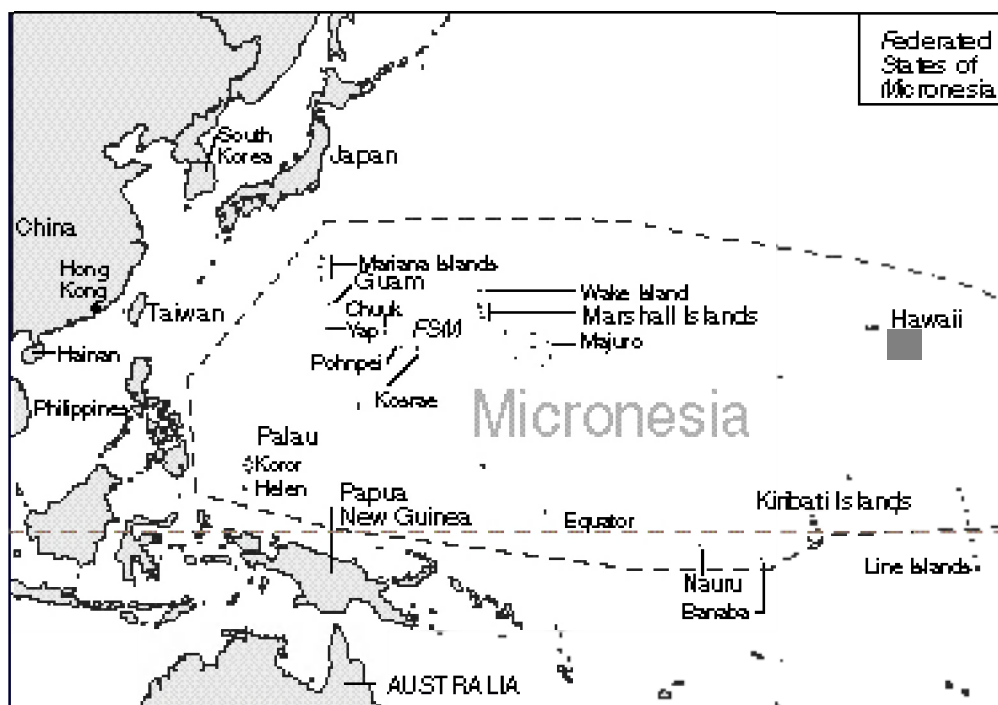 Federated
States of
Micronesia
South
Korea
Japan
China
Hong
Kong
Taiwan
Hainan
Mariana Islands
Guam
Chuuk
Yap
FSM
Pohnpei
Kosrae
Wake Island
Marshall Islands
Majuro
Hawaii
Philippines
Micronesia
Palau
Koror
Helen
Papua
New Guinea
Equator
Kiribati Islands
Line Islands
Nauru
Banaba
AUSTRALIA